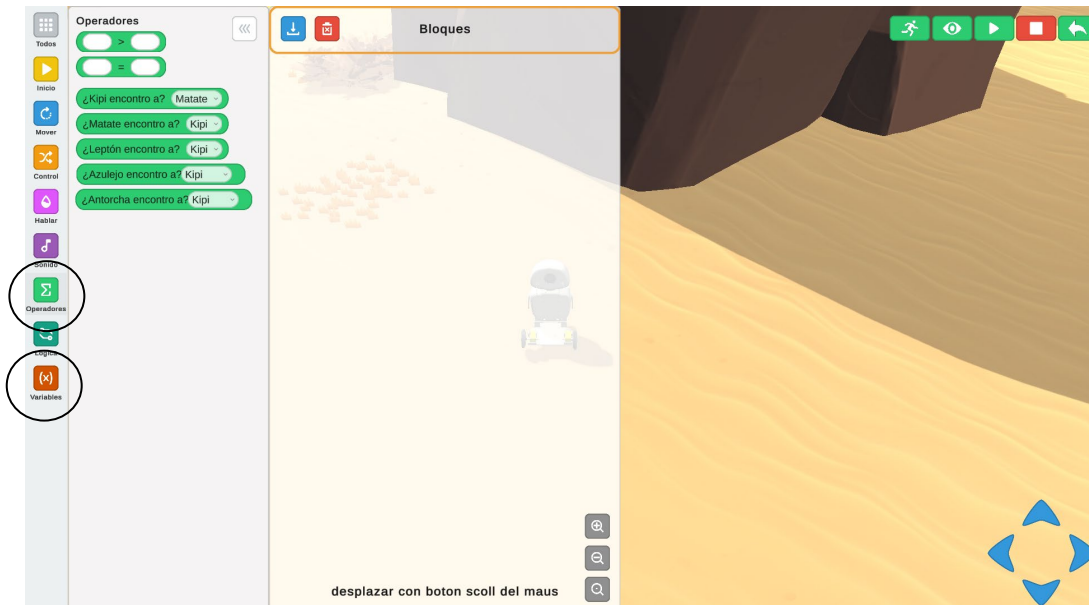 Operadores
Bloques
Todos
Inicio
Mover
Control
Hablar
Sonido
Operadores
Lógica
(x)
Variables
>
=
¿Kipi encontro a? Matate
¿Matate encontro a? Kipi
¿Leptón encontro a? Kipi
¿Azulejo encontro a? Kipi
¿Antorcha encontro a? Kipi
desplazar con boton scoll del maus